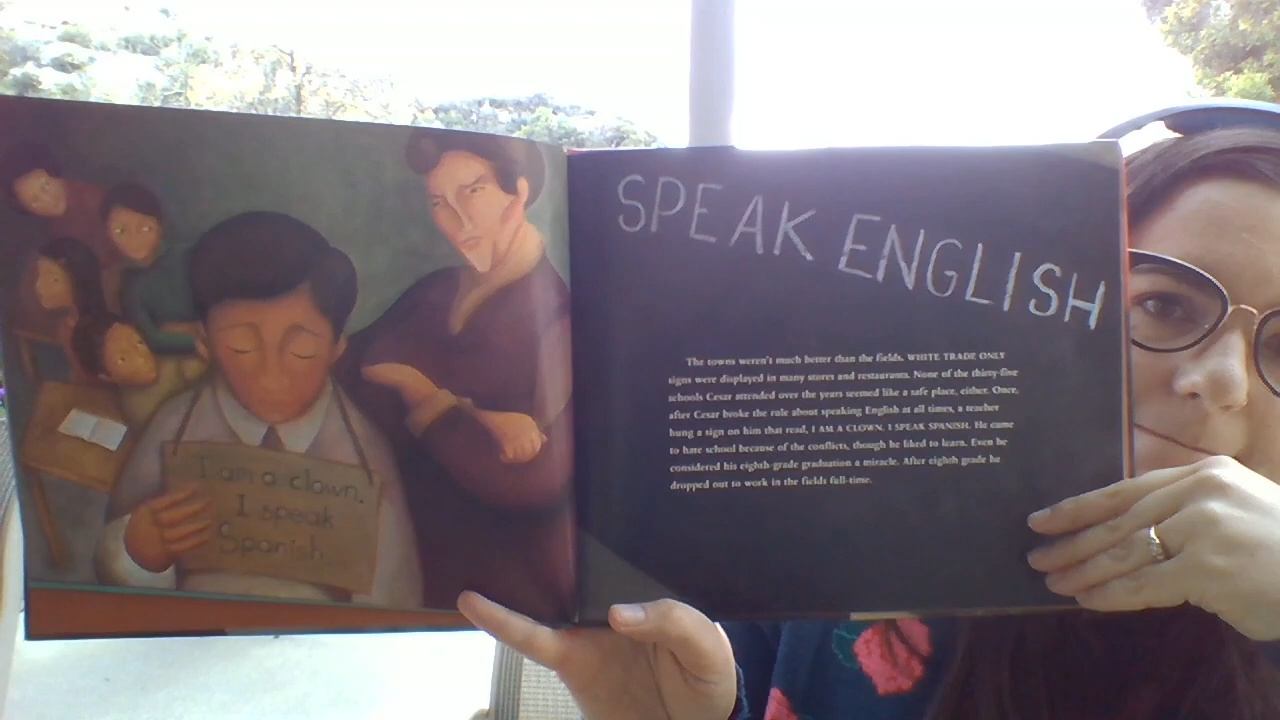 I am a clown.
I speak
Spanish.
SPEAK ENGLISH
The towns weren't much better than the fields. WHITE TRADE ONLY
signs were displayed in many stores and restaurants. None of the thirty-five
schools Cesar attended over the years seemed like a safe place, either. Once,
after Cesar broke the rule about speaking English at all times, a teacher
hung a sign on him that read, I AM A CLOWN. I SPEAK SPANISH. He came
to hate school because of the conflicts, though he liked to learn. Even he
considered his eighth-grade graduation a miracle. After eighth grade he
dropped out to work in the fields full-time.